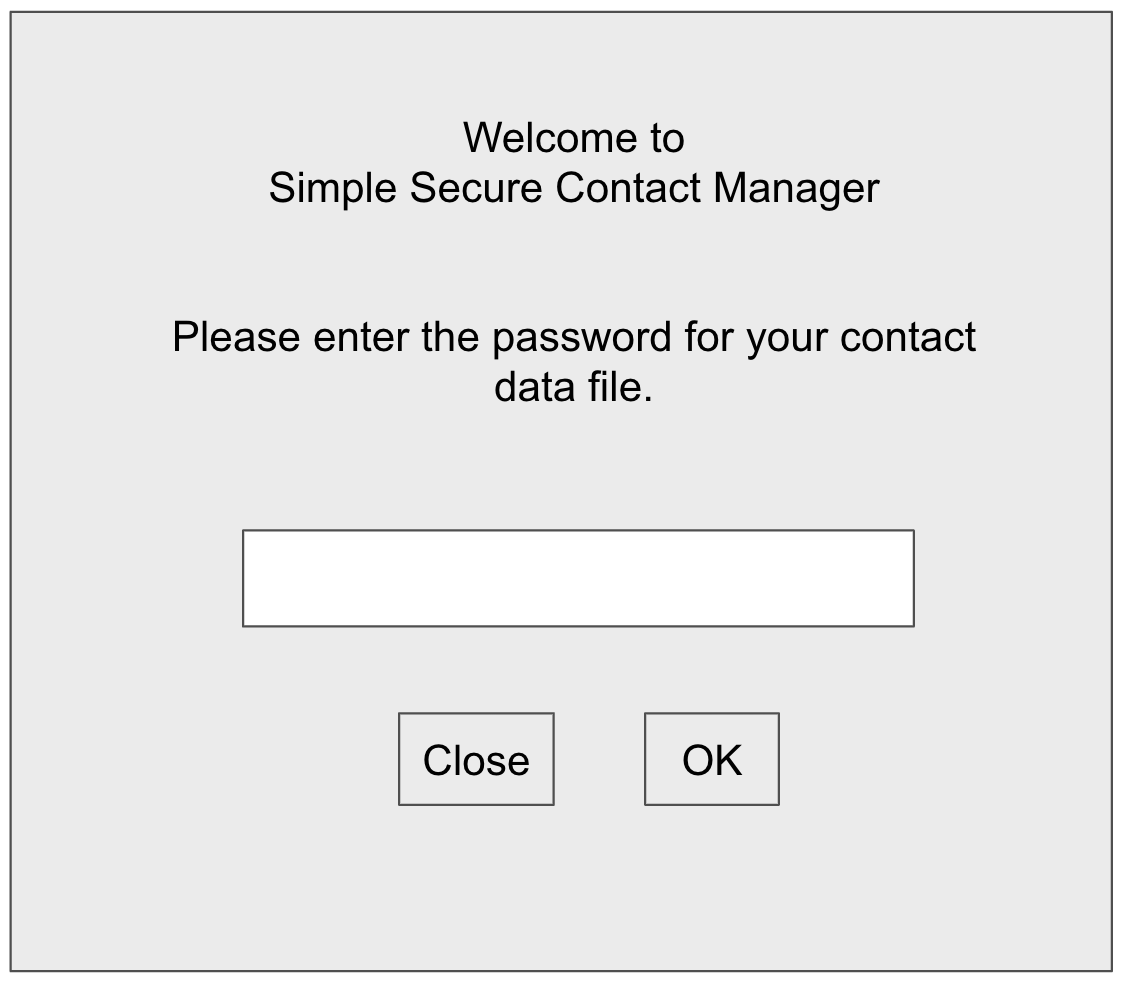 Welcome to
Simple Secure Contact Manager
Please enter the password for your contact
data file.
Close
OK